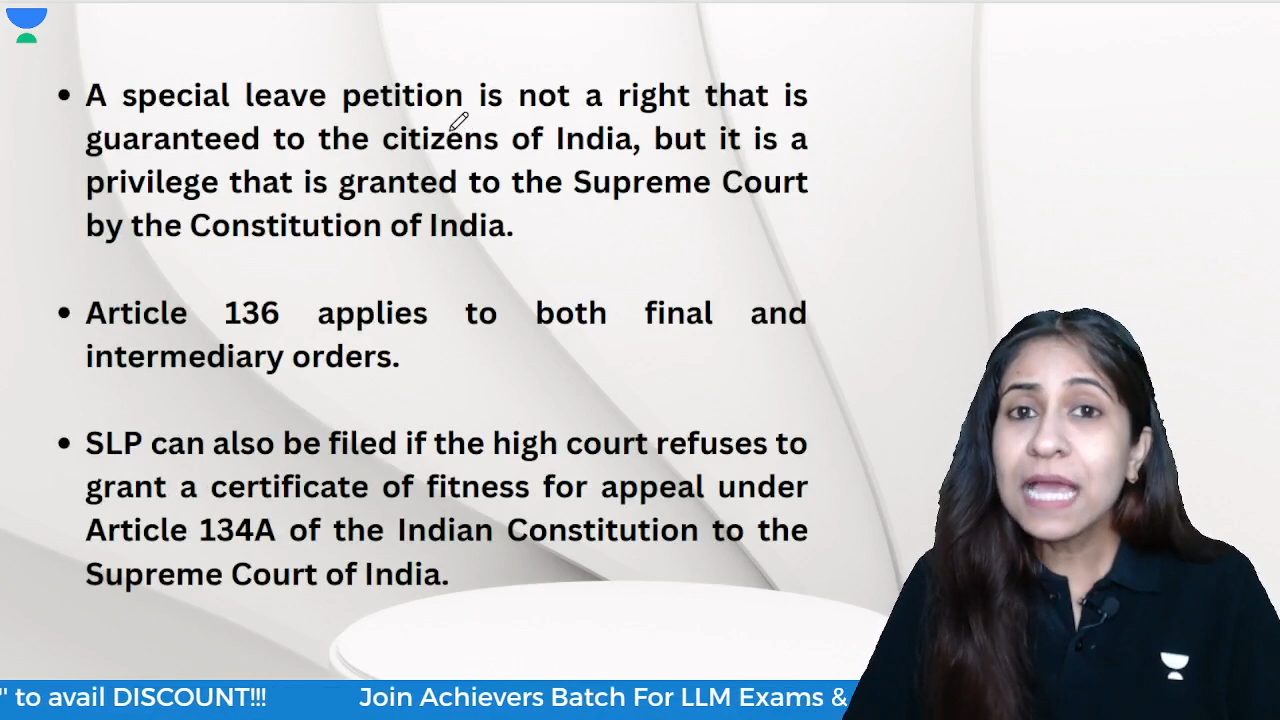 • A special leave petition is not a right that is
guaranteed to the citizens of India, but it is a
privilege that is granted to the Supreme Court
by the Constitution of India.
• Article 136 applies to both final and
intermediary orders.
• SLP can also be filed if the high court refuses to
grant a certificate of fitness for appeal under
Article 134A of the Indian Constitution to the
Supreme Court of India.
" to avail DISCOUNT!!! Join Achievers Batch For LLM Exams &